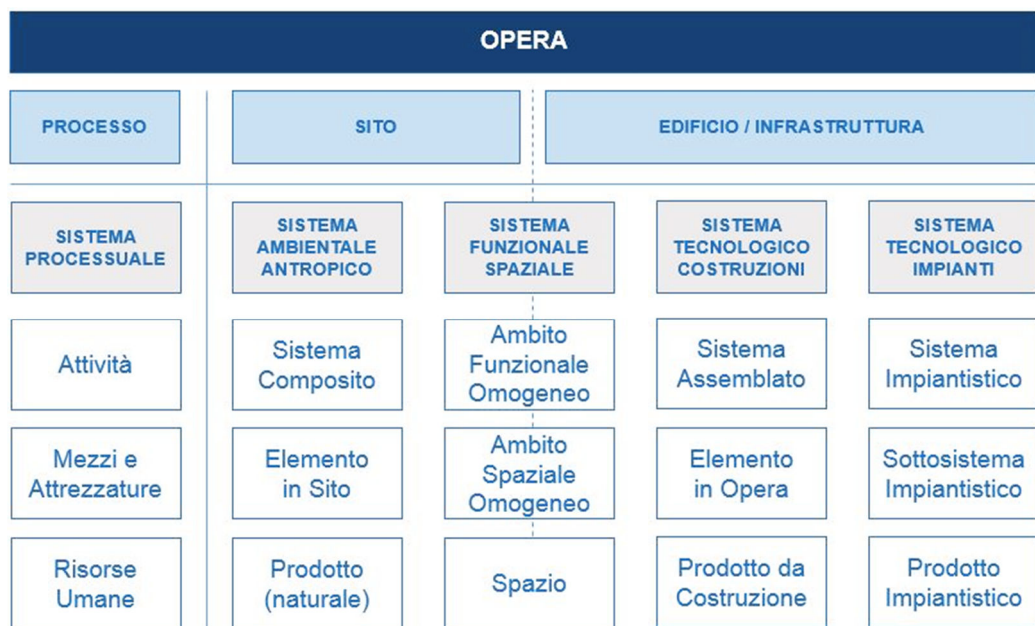 OPERA
PROCESSO
SITO
EDIFICIO / INFRASTRUTTURA
SISTEMA
PROCESSUALE
SISTEMA
AMBIENTALE
ANTROPICO
SISTEMA
FUNZIONALE
SPAZIALE
SISTEMA
TECNOLOGICO
COSTRUZIONI
SISTEMA
TECNOLOGICO
IMPIANTI
Attività
Sistema
Composito
Ambito
Funzionale
Omogeneo
Sistema
Assemblato
Sistema
Impiantistico
Mezzi e
Attrezzature
Elemento
in Sito
Ambito
Spaziale
Omogeneo
Elemento
in Opera
Sottosistema
Impiantistico
Risorse
Umane
Prodotto
(naturale)
Spazio
Prodotto da
Costruzione
Prodotto
Impiantistico